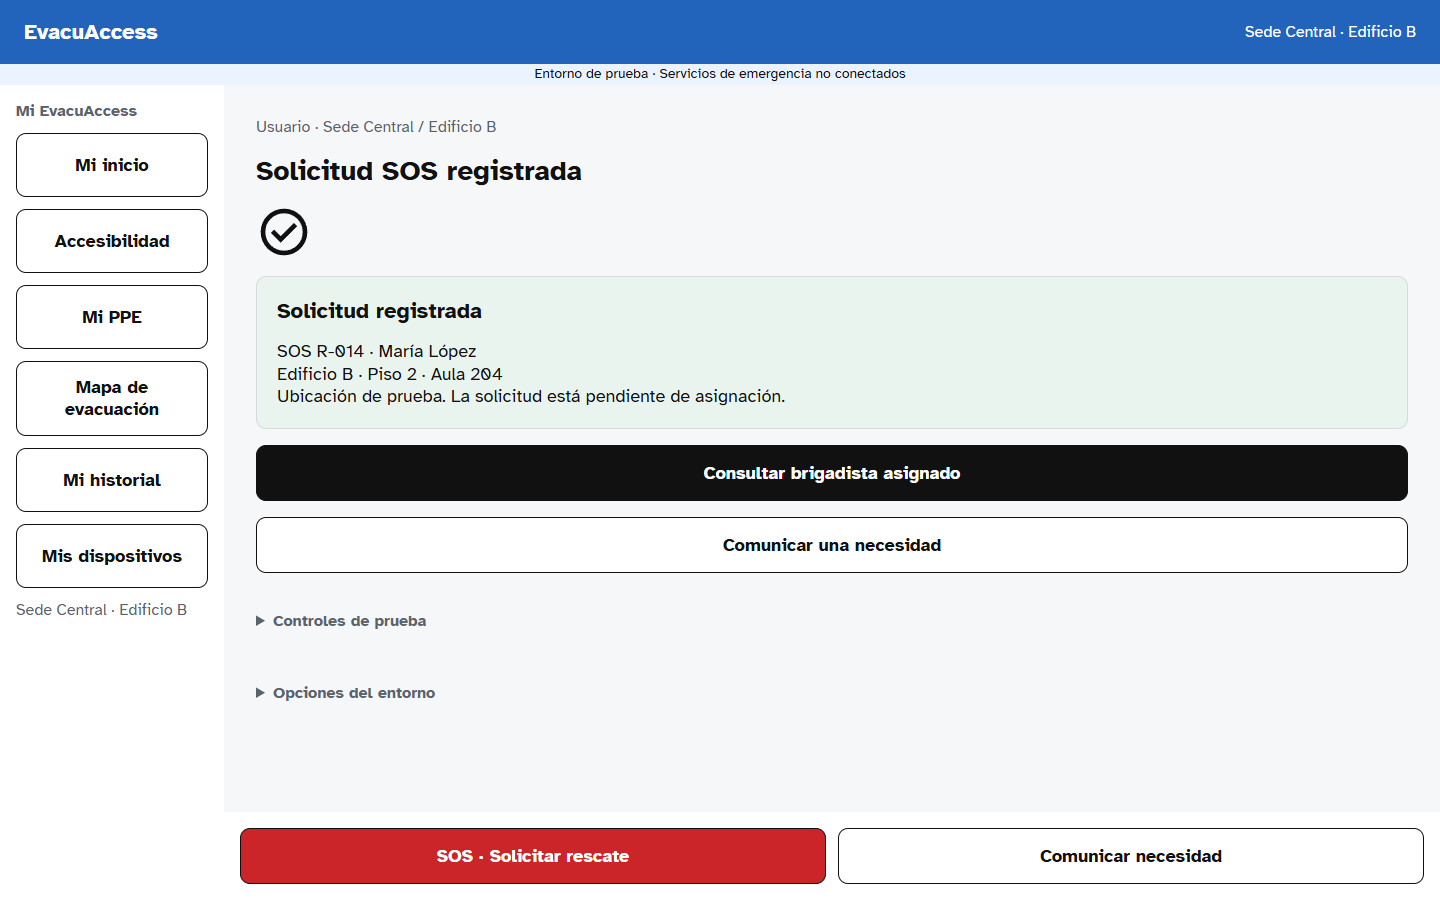 EvacuAccess
Sede Central · Edificio B
Entorno de prueba · Servicios de emergencia no conectados
Mi EvacuAccess
Mi inicio
Accesibilidad
Mi PPE
Mapa de
evacuación
Mi historial
Mis dispositivos
Sede Central · Edificio B
Usuario · Sede Central / Edificio B
Solicitud SOS registrada
Solicitud registrada
SOS R-014 · María López
Edificio B · Piso 2 · Aula 204
Ubicación de prueba. La solicitud está pendiente de asignación.
Consultar brigadista asignado
Comunicar una necesidad
Controles de prueba
Opciones del entorno
SOS · Solicitar rescate
Comunicar necesidad